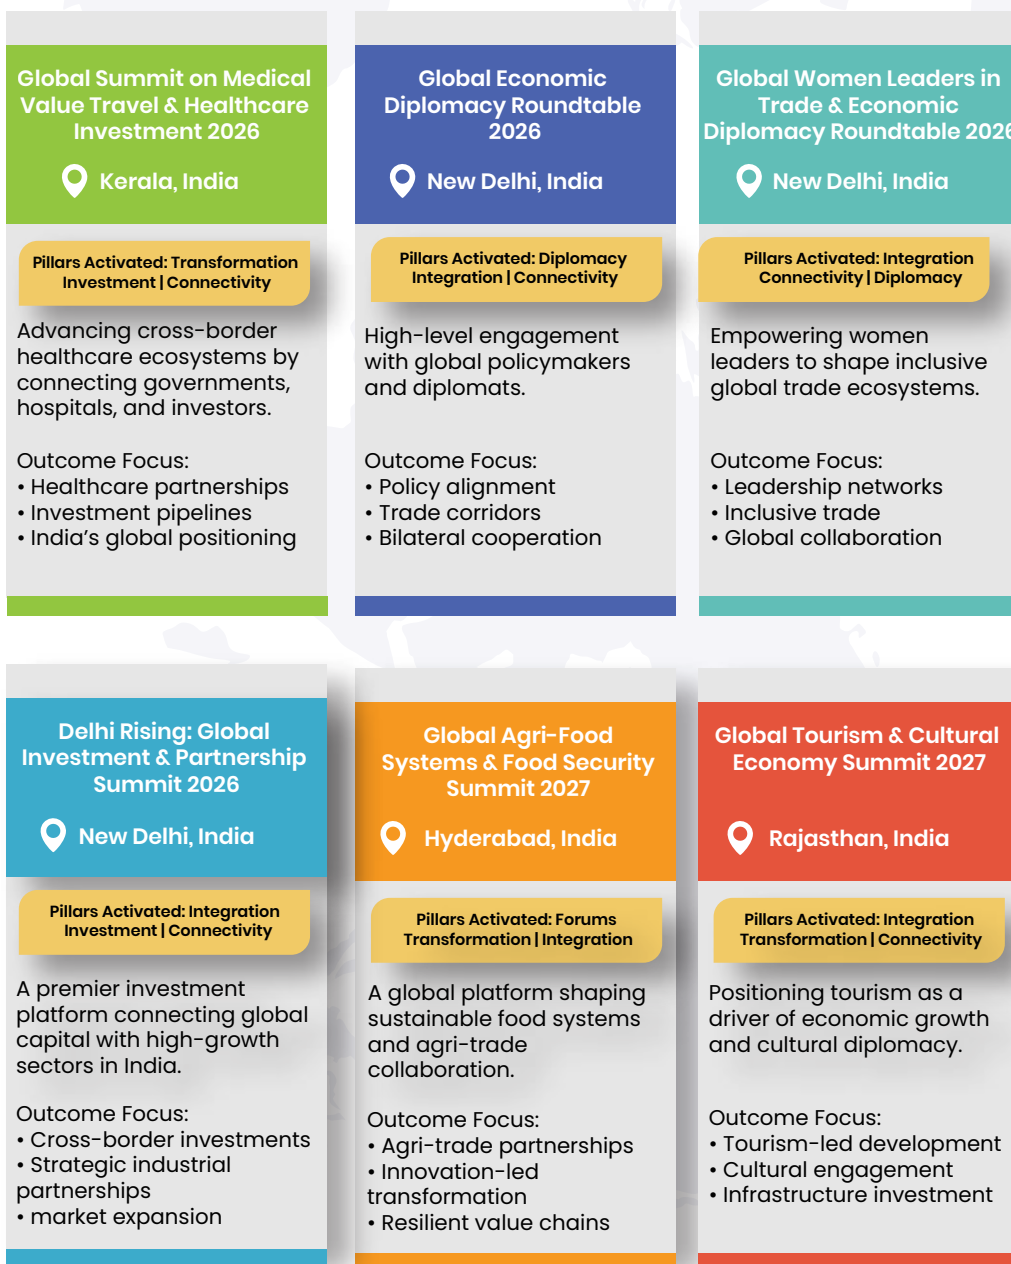 Global Summit on Medical
Value Travel & Healthcare
Investment 2026
Kerala, India
Pillars Activated: Transformation
Investment | Connectivity
Advancing cross-border
healthcare ecosystems by
connecting governments,
hospitals, and investors.
Outcome Focus:
• Healthcare partnerships
• Investment pipelines
• India’s global positioning
Global Economic
Diplomacy Roundtable
2026
New Delhi, India
Pillars Activated: Diplomacy
Integration | Connectivity
High-level engagement
with global policymakers
and diplomats.
Outcome Focus:
• Policy alignment
• Trade corridors
• Bilateral cooperation
Global Women Leaders in
Trade & Economic
Diplomacy Roundtable 2026
New Delhi, India
Pillars Activated: Integration
Connectivity | Diplomacy
Empowering women
leaders to shape inclusive
global trade ecosystems.
Outcome Focus:
• Leadership networks
• Inclusive trade
• Global collaboration
Delhi Rising: Global
Investment & Partnership
Summit 2026
New Delhi, India
Pillars Activated: Integration
Investment | Connectivity
A premier investment
platform connecting global
capital with high-growth
sectors in India.
Outcome Focus:
• Cross-border investments
• Strategic industrial
partnerships
• market expansion
Global Agri-Food
Systems & Food Security
Summit 2027
Hyderabad, India
Pillars Activated: Forums
Transformation | Integration
A global platform shaping
sustainable food systems
and agri-trade
collaboration.
Outcome Focus:
• Agri-trade partnerships
• Innovation-led
transformation
• Resilient value chains
Global Tourism & Cultural
Economy Summit 2027
Rajasthan, India
Pillars Activated: Integration
Transformation | Connectivity
Positioning tourism as a
driver of economic growth
and cultural diplomacy.
Outcome Focus:
• Tourism-led development
• Cultural engagement
• Infrastructure investment